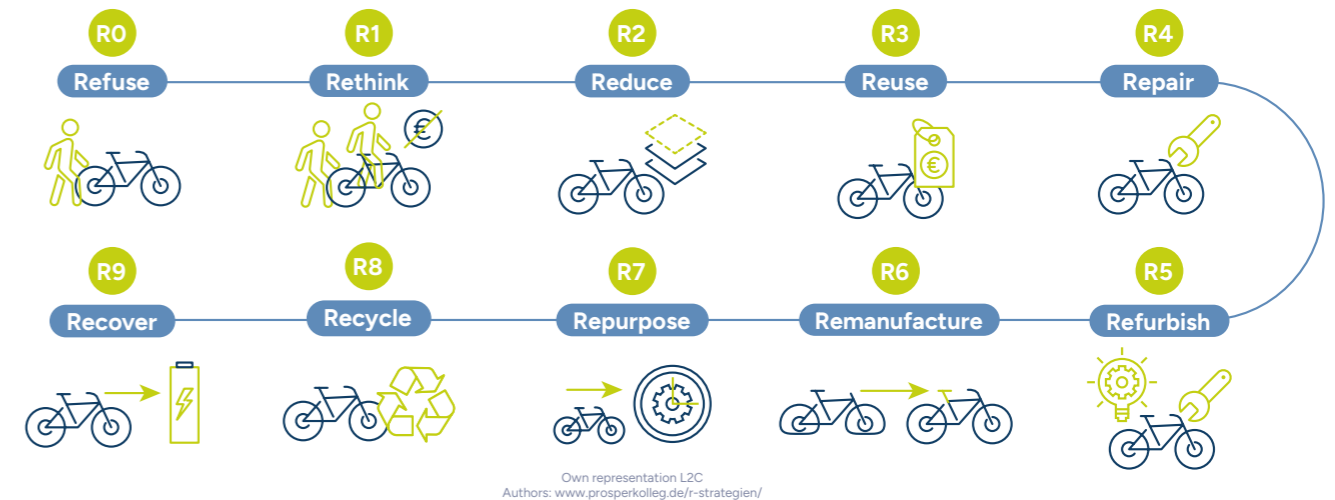 R0
Refuse
R1
Rethink
€
R2
Reduce
R3
Reuse
€
R4
Repair
R5
Refurbish
R6
Remanufacture
R7
Repurpose
R8
Recycle
R9
Recover
Own representation L2C
Authors: www.prosperkolleg.de/r-strategien/